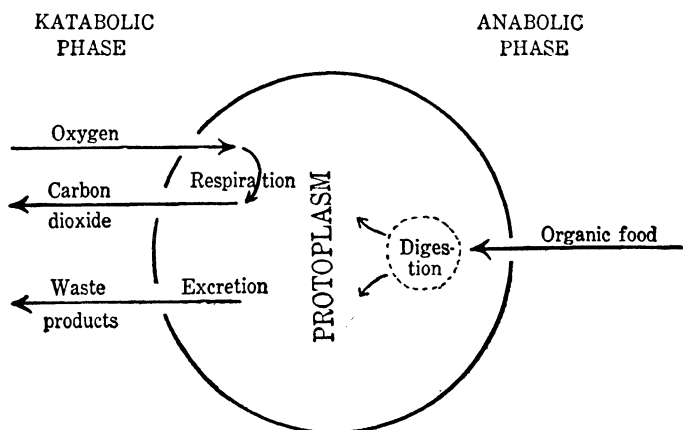 KATABOLIC
PHASE
ANABOLIC
PHASE
Oxygen
Respiration
Carbon
dioxide
PROTOPLASM
Diges-
tion
Organic food
Waste
products
Excretion